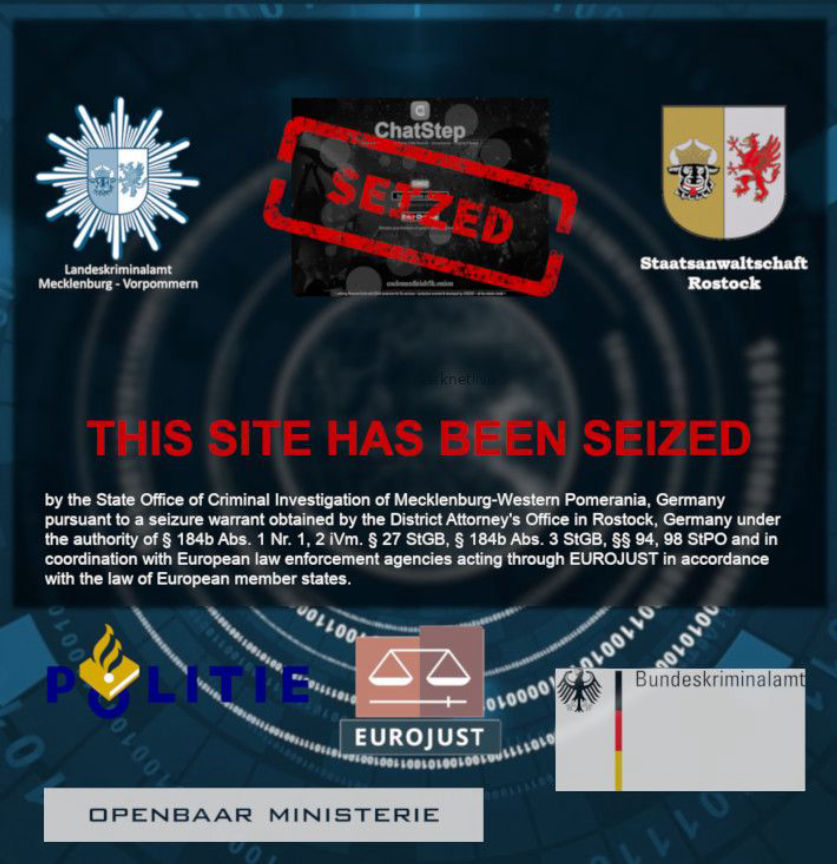 ChatStep
SEIZED
Landeskriminalamt
Mecklenburg - Vorpommern
Staatsanwaltschaft
Rostock
THIS SITE HAS BEEN SEIZED
by the State Office of Criminal Investigation of Mecklenburg-Western Pomerania, Germany
pursuant to a seizure warrant obtained by the District Attorney's Office in Rostock, Germany under
the authority of § 184b Abs. 1 Nr. 1, 2 iVm. § 27 StGB, § 184b Abs. 3 StGB, §§ 94, 98 StPO and in
coordination with European law enforcement agencies acting through EUROJUST in accordance
with the law of European member states.
POLITIE
EUROJUST
Bundeskriminalamt
OPENBAAR MINISTERIE